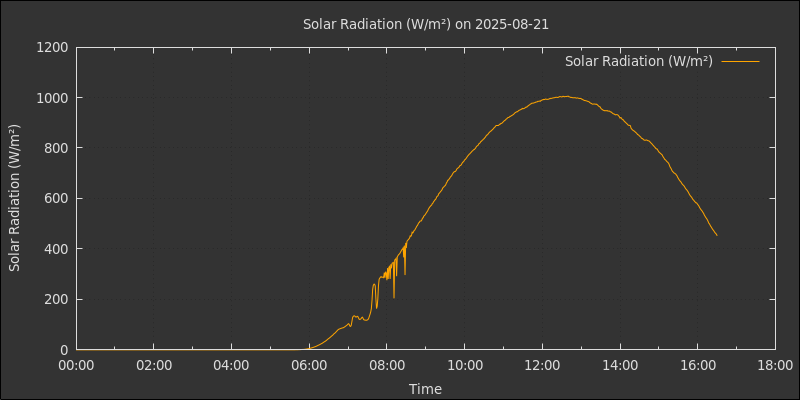 Solar Radiation (W/m²) on 2025-08-21
Solar Radiation (W/m²)
Solar Radiation (W/m²)
1200
1000
800
600
400
200
0
00:00 02:00 04:00 06:00 08:00 10:00 12:00 14:00 16:00 18:00
Time